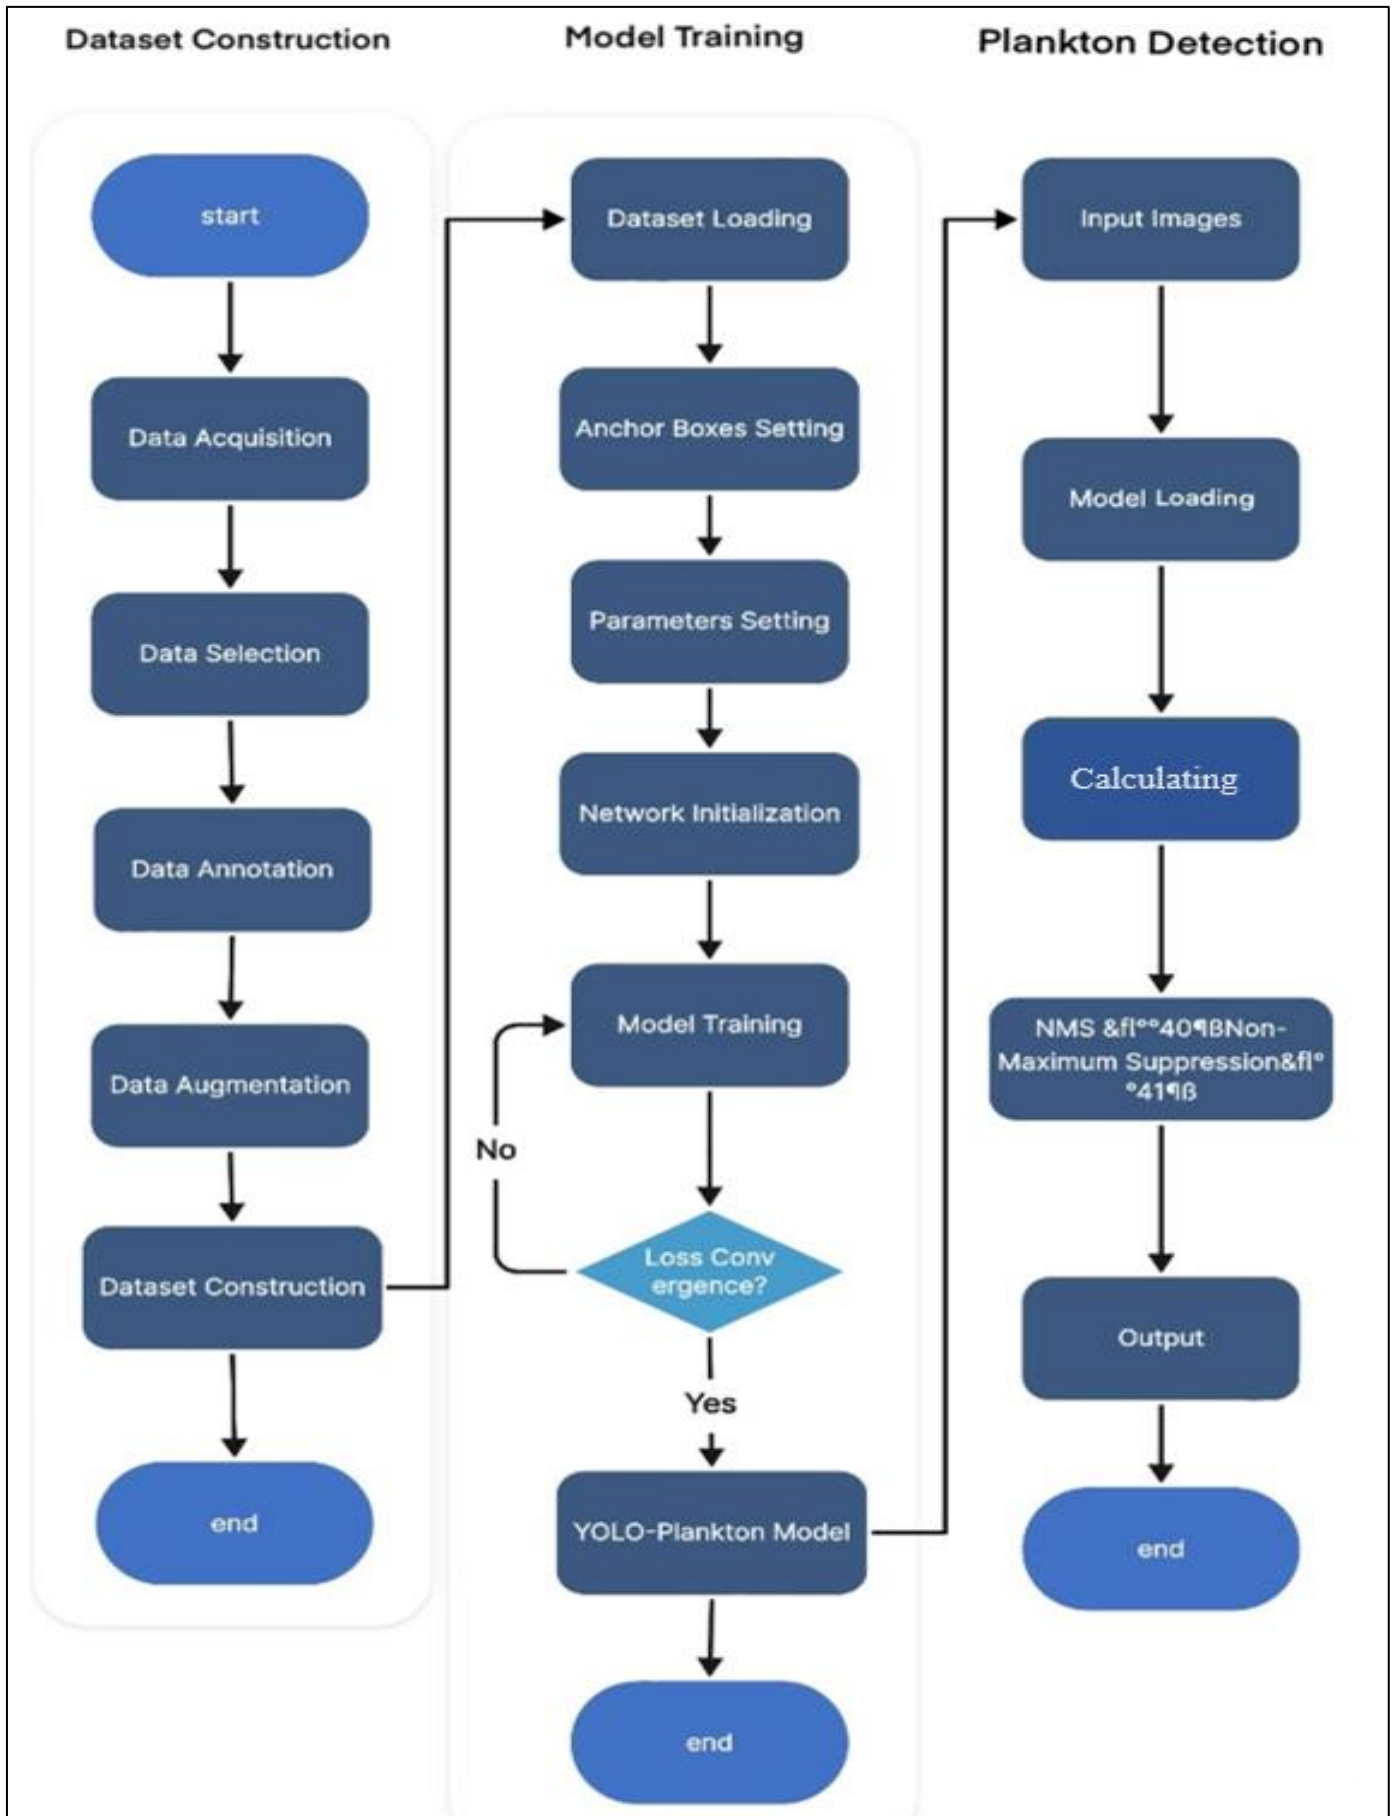 Dataset Construction
start
Data Acquisition
Data Selection
Data Annotation
Data Augmentation
Dataset Construction
end
Model Training
Dataset Loading
Anchor Boxes Setting
Parameters Setting
Network Initialization
Model Training
No
Loss Conv
ergence?
Yes
YOLO-Plankton Model
end
Plankton Detection
Input Images
Model Loading
Calculating
NMS &fl°°40¶ßNon-
Maximum Suppression&fl°
°41¶ß
Output
end